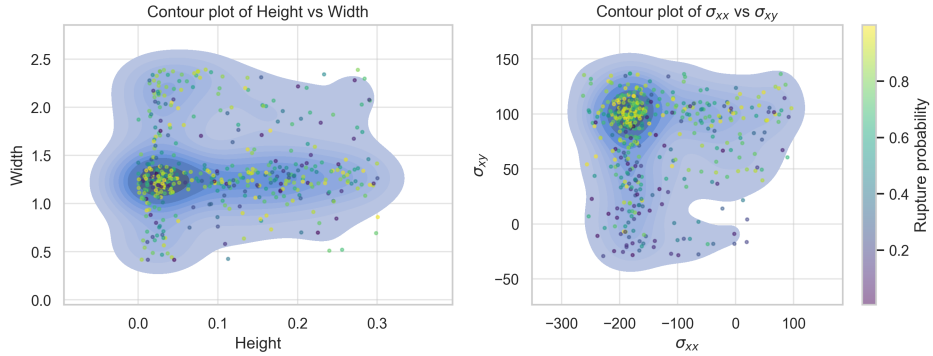 Contour plot of Height vs Width
Width
2.5
2.0
1.5
1.0
0.5
0.0
0.0 0.1 0.2 0.3
Height
Contour plot of σxx vs σxy
σxy
150
100
50
0
−50
−300 −200 −100 0 100
σxx
0.8
0.6
0.4
0.2
Rupture probability